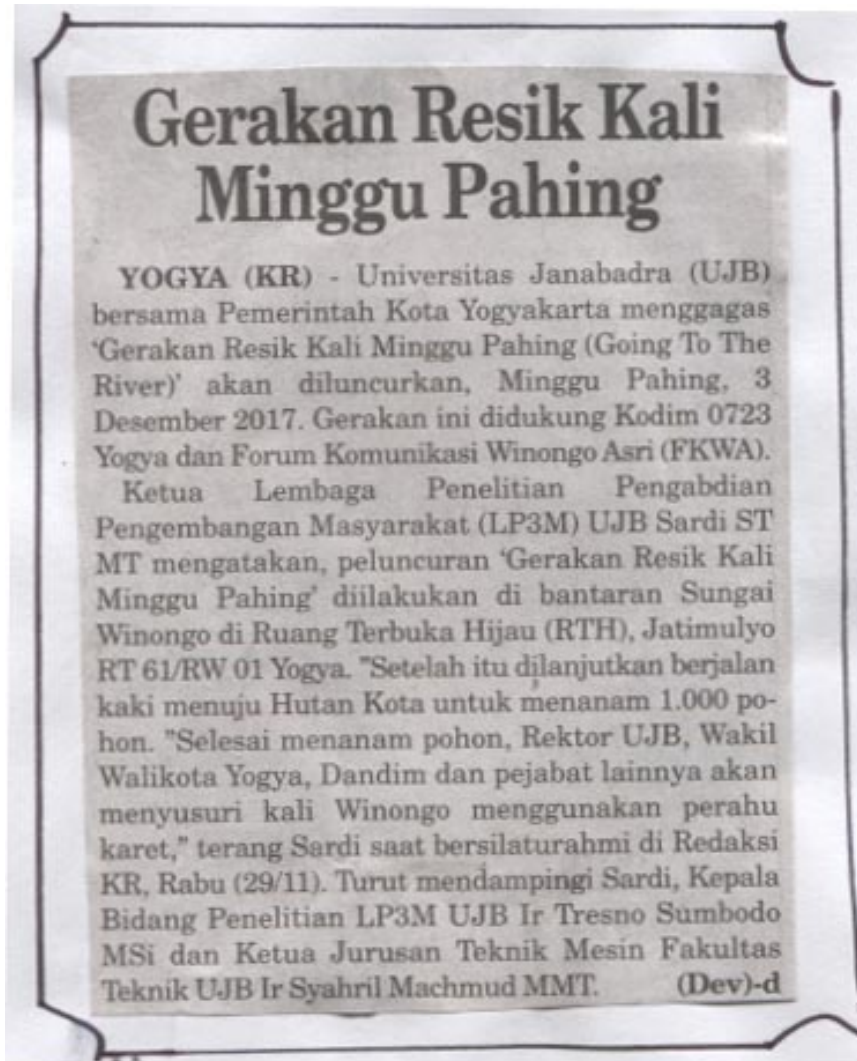 Gerakan Resik Kali
Minggu Pahing
YOGYA (KR) - Universitas Janabadra (UJB)
bersama Pemerintah Kota Yogyakarta menggagas
'Gerakan Resik Kali Minggu Pahing (Going To The
River)' akan diluncurkan, Minggu Pahing, 3
Desember 2017. Gerakan ini didukung Kodim 0723
Yogya dan Forum Komunikasi Winongo Asri (FKWA).
Ketua Lembaga Penelitian Pengabdian
Pengembangan Masyarakat (LP3M) UJB Sardi ST
MT mengatakan, peluncuran 'Gerakan Resik Kali
Minggu Pahing' diilakukan di bantaran Sungai
Winongo di Ruang Terbuka Hijau (RTH), Jatimulyo
RT 61/RW 01 Yogya. "Setelah itu dilanjutkan berjalan
kaki menuju Hutan Kota untuk menanam 1.000 po-
hon. "Selesai menanam pohon, Rektor UJB, Wakil
Walikota Yogya, Dandim dan pejabat lainnya akan
menyusuri kali Winongo menggunakan perahu
karet," terang Sardi saat bersilaturahmi di Redaksi
KR, Rabu (29/11). Turut mendampingi Sardi, Kepala
Bidang Penelitian LP3M UJB Ir Tresno Sumbodo
MSi dan Ketua Jurusan Teknik Mesin Fakultas
Teknik UJB Ir Syahril Machmud MMT. (Dev)-d